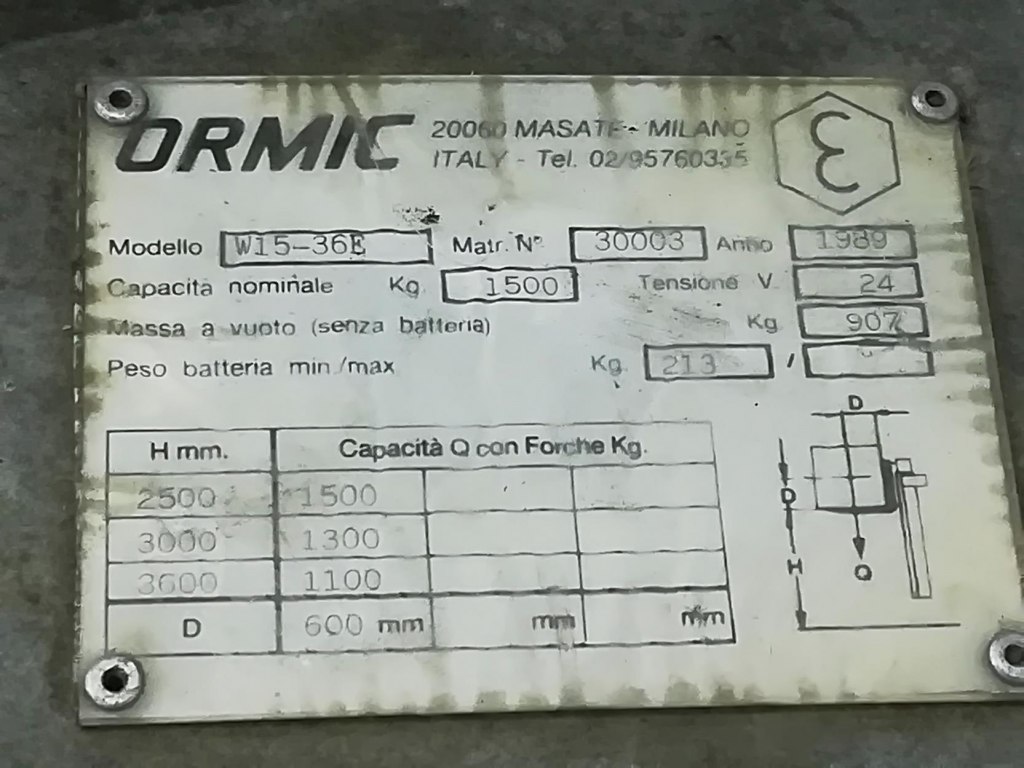 ORMIC
20060 MASATE - MILANO
ITALY - Tel. 02/95760335
Modello W15-36E Matr. N° 30003 Anno 1989
Capacità nominale Kg. 1500 Tensione V. 24
Massa a vuoto (senza batteria) Kg. 907
Peso batteria min/max Kg. 213 /
H mm. Capacità Q con Forche Kg.
2500 1500
3000 1300
3600 1100
D 600 mm mm mm
D
D
H
Q